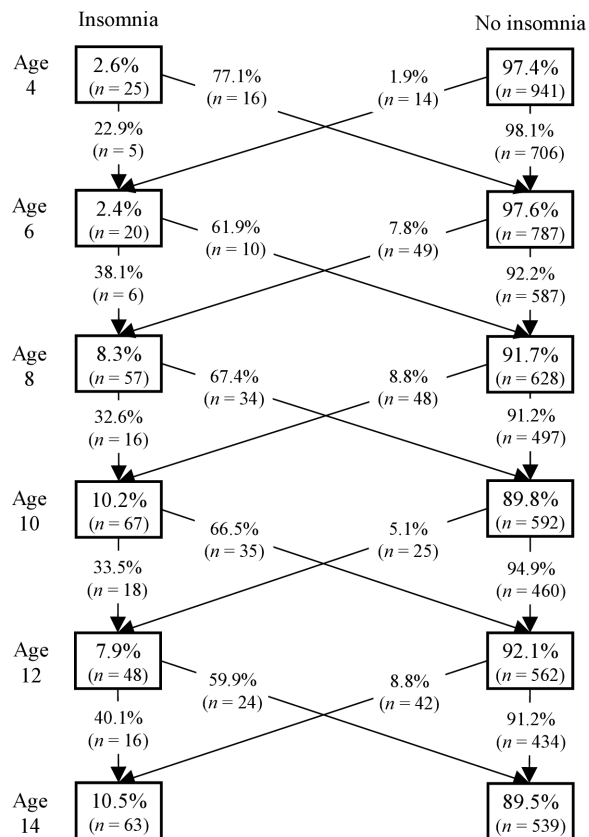 Insomnia
No insomnia
Age
4
2.6%
(n = 25)
77.1%
(n = 16)
1.9%
(n = 14)
97.4%
(n = 941)
22.9%
(n = 5)
98.1%
(n = 706)
Age
6
2.4%
(n = 20)
61.9%
(n = 10)
7.8%
(n = 49)
97.6%
(n = 787)
38.1%
(n = 6)
92.2%
(n = 587)
Age
8
8.3%
(n = 57)
67.4%
(n = 34)
8.8%
(n = 48)
91.7%
(n = 628)
32.6%
(n = 16)
91.2%
(n = 497)
Age
10
10.2%
(n = 67)
66.5%
(n = 35)
5.1%
(n = 25)
89.8%
(n = 592)
33.5%
(n = 18)
94.9%
(n = 460)
Age
12
7.9%
(n = 48)
59.9%
(n = 24)
8.8%
(n = 42)
92.1%
(n = 562)
40.1%
(n = 16)
91.2%
(n = 434)
Age
14
10.5%
(n = 63)
89.5%
(n = 539)